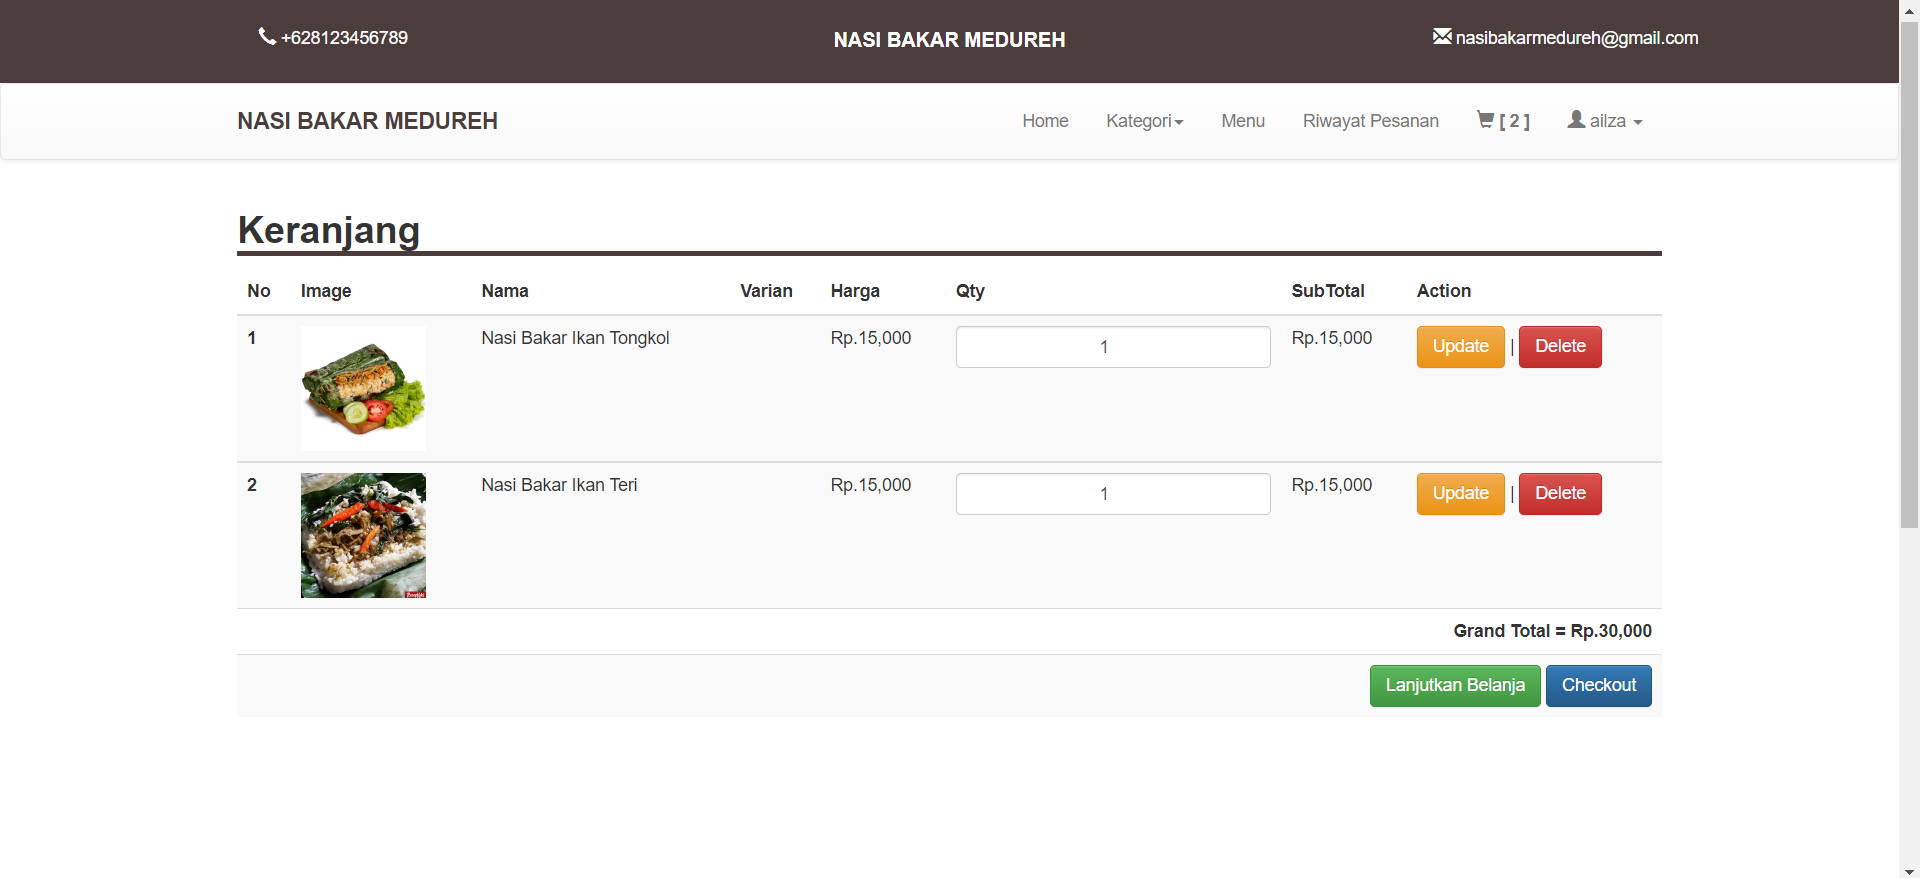 +628123456789
NASI BAKAR MEDUREH
nasibakarmedureh@gmail.com
NASI BAKAR MEDUREH
Home Kategori Menu Riwayat Pesanan [ 2 ] ailza
Keranjang
No Image Nama Varian Harga Qty SubTotal Action
1 Nasi Bakar Ikan Tongkol Rp.15,000 1 Rp.15,000 Update | Delete
2 Nasi Bakar Ikan Teri Rp.15,000 1 Rp.15,000 Update | Delete
Grand Total = Rp.30,000
Lanjutkan Belanja Checkout